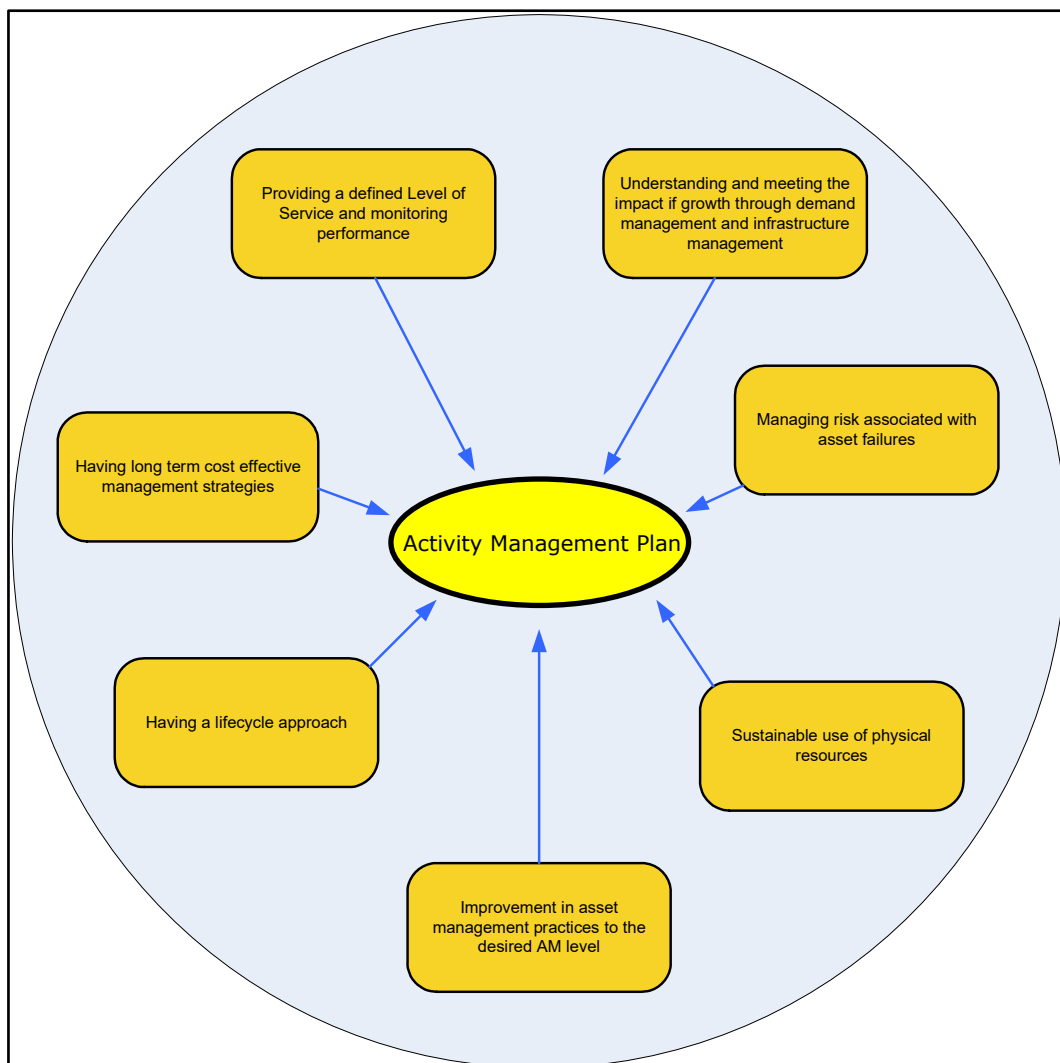 Providing a defined Level of
Service and monitoring
performance
Understanding and meeting the
impact if growth through demand
management and infrastructure
management
Managing risk associated with
asset failures
Having long term cost effective
management strategies
Activity Management Plan
Having a lifecycle approach
Sustainable use of physical
resources
Improvement in asset
management practices to the
desired AM level